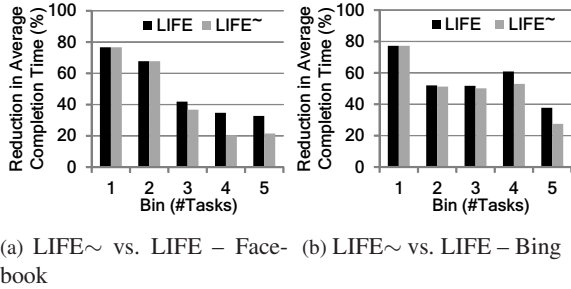 Reduction in Average
Completion Time (%)
100
80
60
40
20
0
LIFE LIFE~
1 2 3 4 5
Bin (#Tasks)
Reduction in Average
Completion Time (%)
100
80
60
40
20
0
LIFE LIFE~
1 2 3 4 5
Bin (#Tasks)
(a) LIFE∼ vs. LIFE – Face-
book
(b) LIFE∼ vs. LIFE – Bing